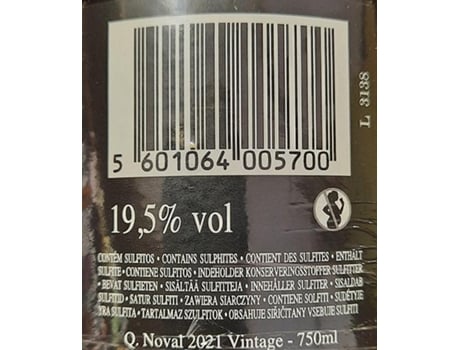 L 3138
5 601064 005700
19,5% vol
CONTÉM SULFITOS • CONTAINS SULPHITES • CONTIENT DES SULFITES • ENTHÄLT
SULFITE • CONTIENE SULFITOS • INDEHOLDER KONSERVERINGSSTOFFER SULFITTER
• BEVAT SULFIETEN • SISÄLTÄÄ SULFIITTEJA • INNEHÅLLER SULFITER • SISALDAB
SULFITID • SATUR SULFITI • ZAWIERA SIARCZYNY • CONTIENE SOLFITI • SUDĖTYJE
YRA SULFITA • TARTALMAZ SZULFITOK • OBSAHUJE SIŘIČITANY VSEBUJE SULFITI
Q. Noval 2021 Vintage - 750ml